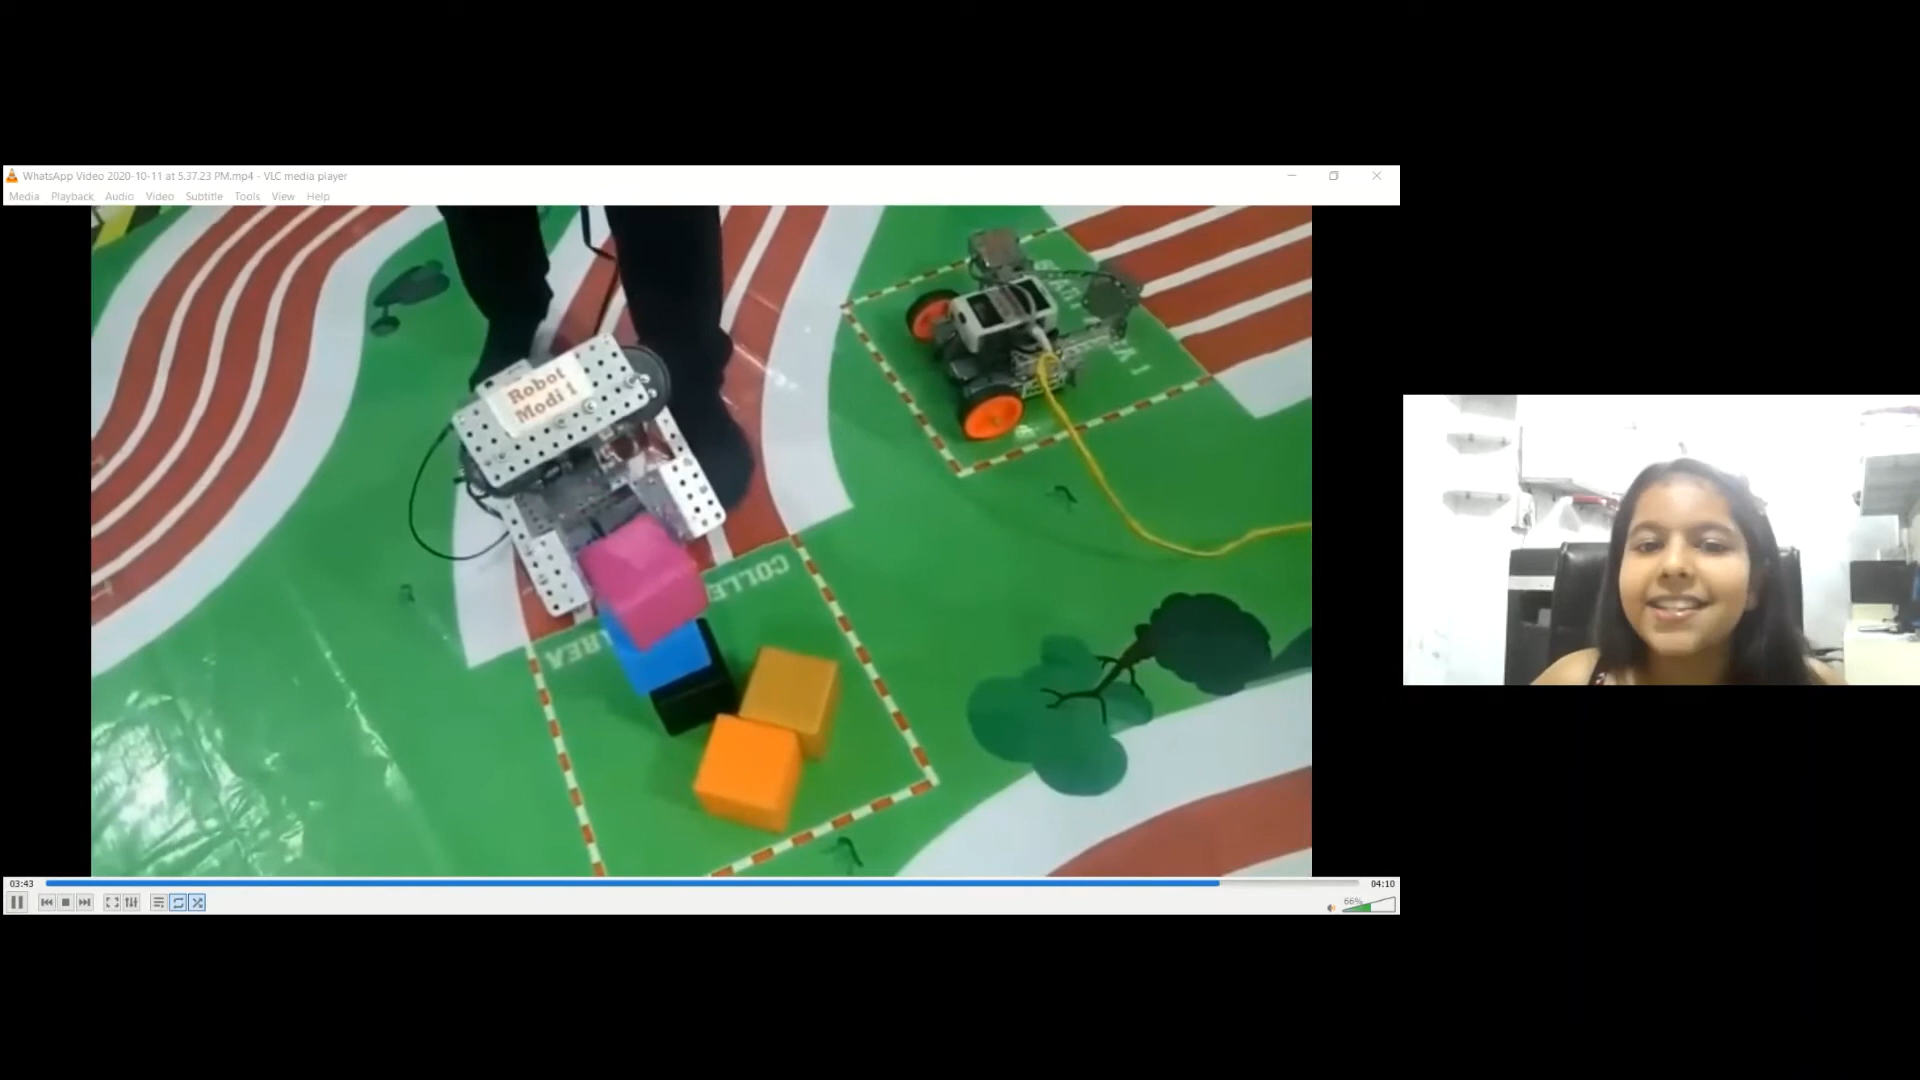 WhatsApp Video 2020-10-11 at 5.37.23 PM.mp4 - VLC media player
Media Playback Audio Video Subtitle Tools View Help
Robot
Modi 1
COLLE
AREA
03:43
04:10
66%